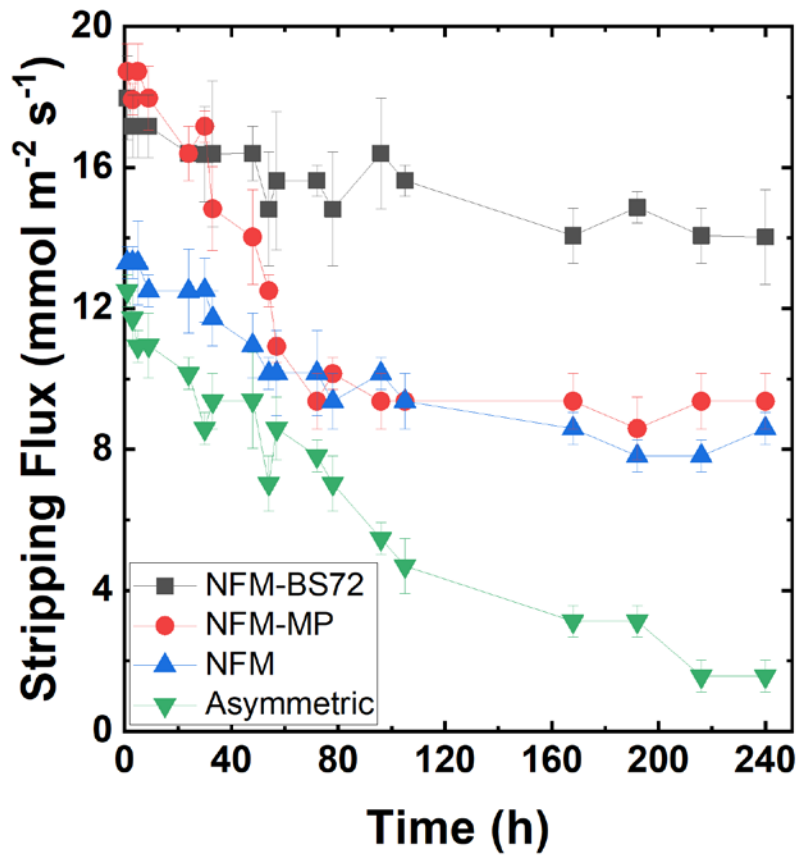 Stripping Flux (mmol m⁻² s⁻¹)
20
16
12
8
4
0
NFM-BS72
NFM-MP
NFM
Asymmetric
0 40 80 120 160 200 240
Time (h)